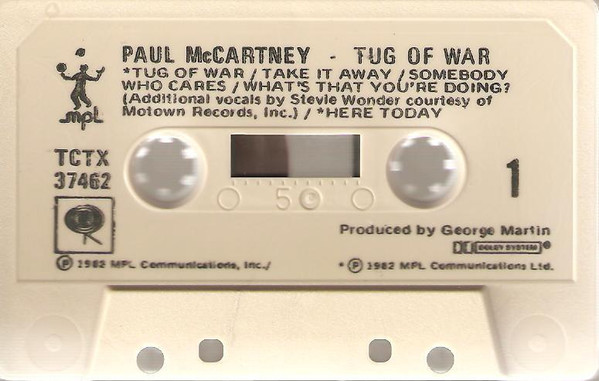 PAUL McCARTNEY - TUG OF WAR
*TUG OF WAR / TAKE IT AWAY / SOMEBODY
WHO CARES / WHAT'S THAT YOU'RE DOING?
(Additional vocals by Stevie Wonder courtesy of
Motown Records, Inc.) / *HERE TODAY
mpl
TCTX
37462
1
50
Produced by George Martin
DOLBY SYSTEM®
℗ 1982 MPL Communications, Inc./
*℗ 1982 MPL Communications Ltd.